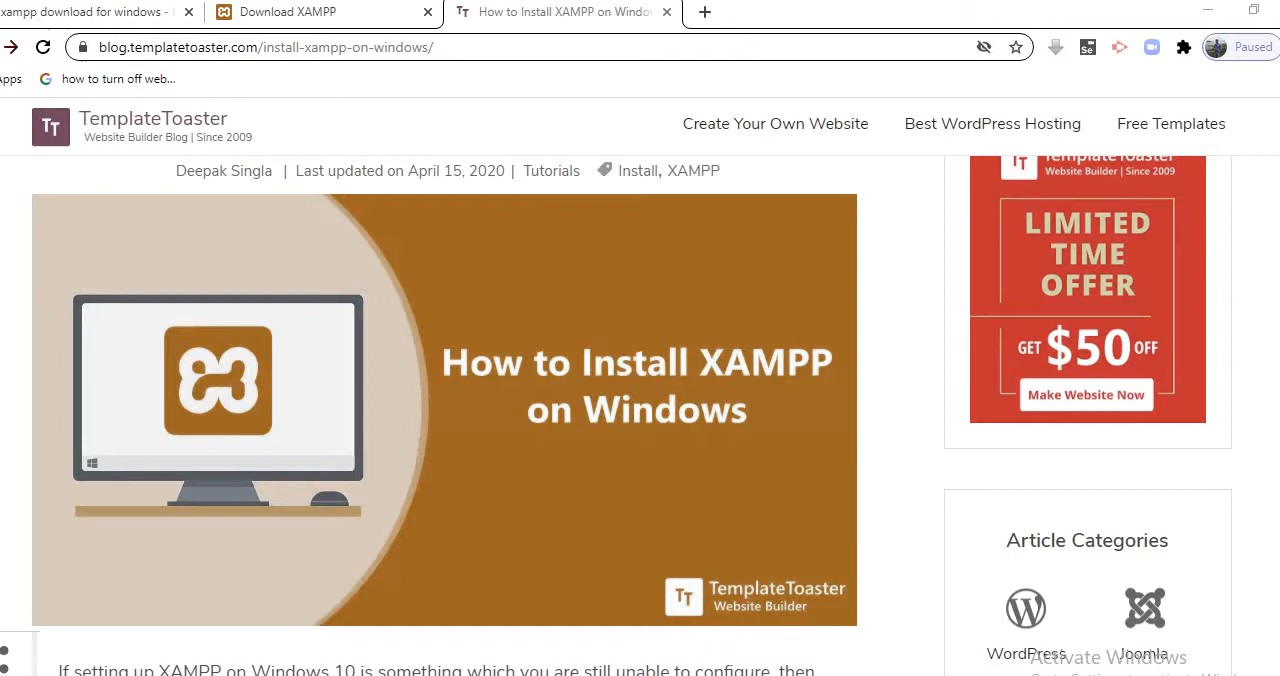 xampp download for windows -
Download XAMPP
How to Install XAMPP on Window
blog.templatetoaster.com/install-xampp-on-windows/
Se
Paused
Apps
how to turn off web...
TT
TemplateToaster
Website Builder Blog | Since 2009
Create Your Own Website
Best WordPress Hosting
Free Templates
Deepak Singla | Last updated on April 15, 2020 | Tutorials
Install, XAMPP
How to Install XAMPP
on Windows
TT
TemplateToaster
Website Builder
TT
TemplateToaster
Website Builder | Since 2009
LIMITED
TIME
OFFER
GET $50 OFF
Make Website Now
Article Categories
WordPress
Joomla
Activate Windows
If setting up XAMPP on Windows 10 is something which you are still unable to configure, then